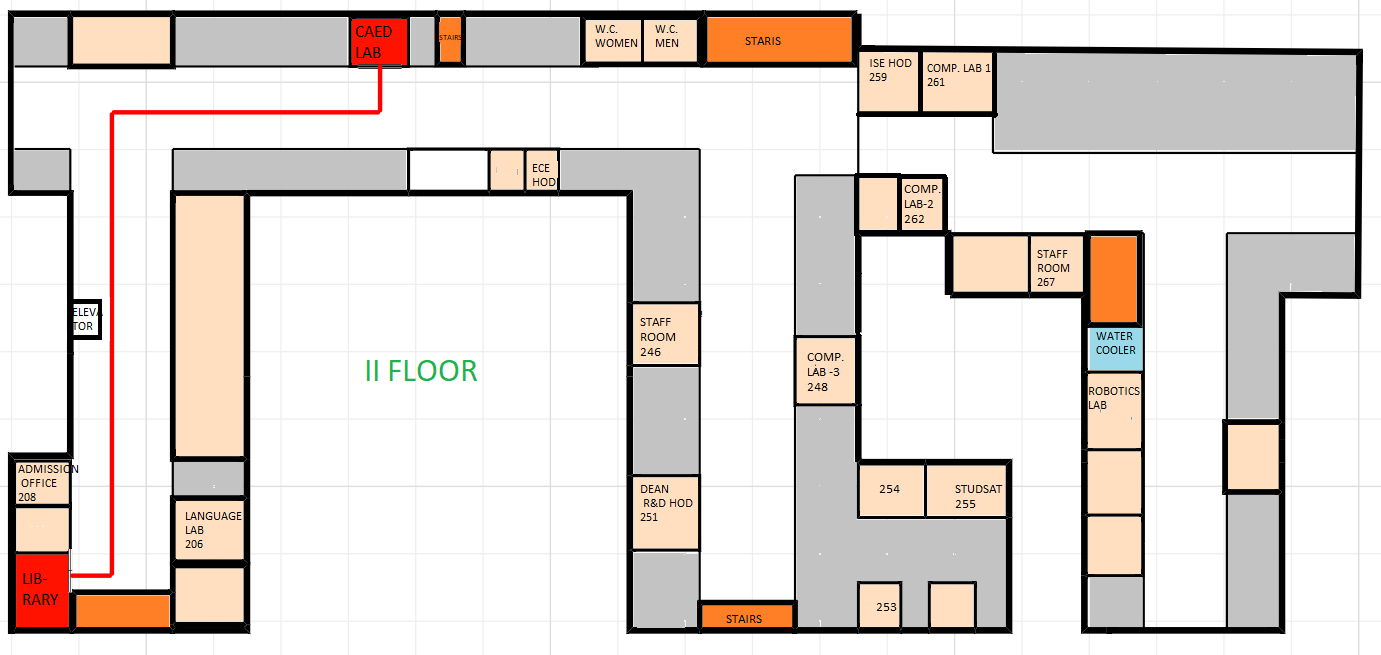 CAED
LAB
STAIRS
W.C.
WOMEN
W.C.
MEN
STARIS
ISE HOD
259
COMP. LAB 1
261
ECE
HOD
COMP.
LAB-2
262
STAFF
ROOM
267
ELEVA
TOR
STAFF
ROOM
246
II FLOOR
COMP.
LAB -3
248
WATER
COOLER
ROBOTICS
LAB
ADMISSION
OFFICE
208
LANGUAGE
LAB
206
DEAN
R&D HOD
251
254
STUDSAT
255
LIB-
RARY
253
STAIRS